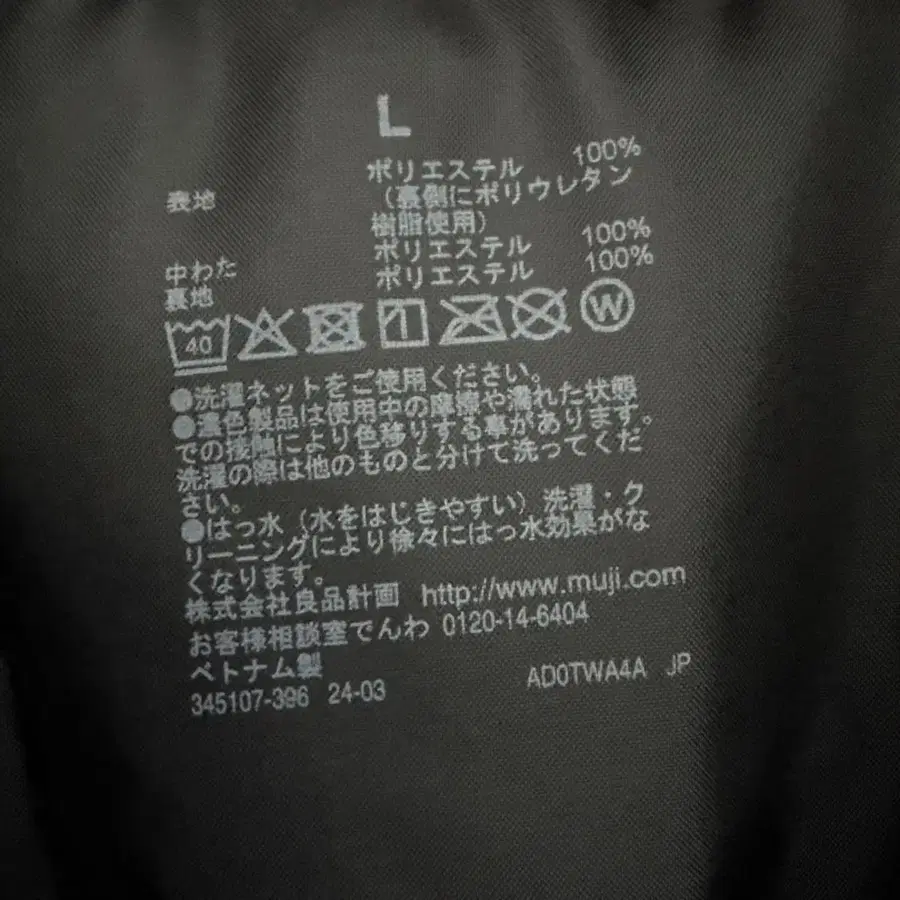 L
表地 ポリエステル 100%
（裏側にポリウレタン
樹脂使用）
中わた ポリエステル 100%
裏地 ポリエステル 100%
40 W
●洗濯ネットをご使用ください。
●濃色製品は使用中の摩擦や濡れた状態
での接触により色移りする事があります。
洗濯の際は他のものと分けて洗ってくだ
さい。
●はっ水（水をはじきやすい）洗濯・ク
リーニングにより徐々にはっ水効果がな
くなります。
株式会社良品計画 http://www.muji.com
お客様相談室でんわ 0120-14-6404
ベトナム製
345107-396 24-03 AD0TWA4A JP